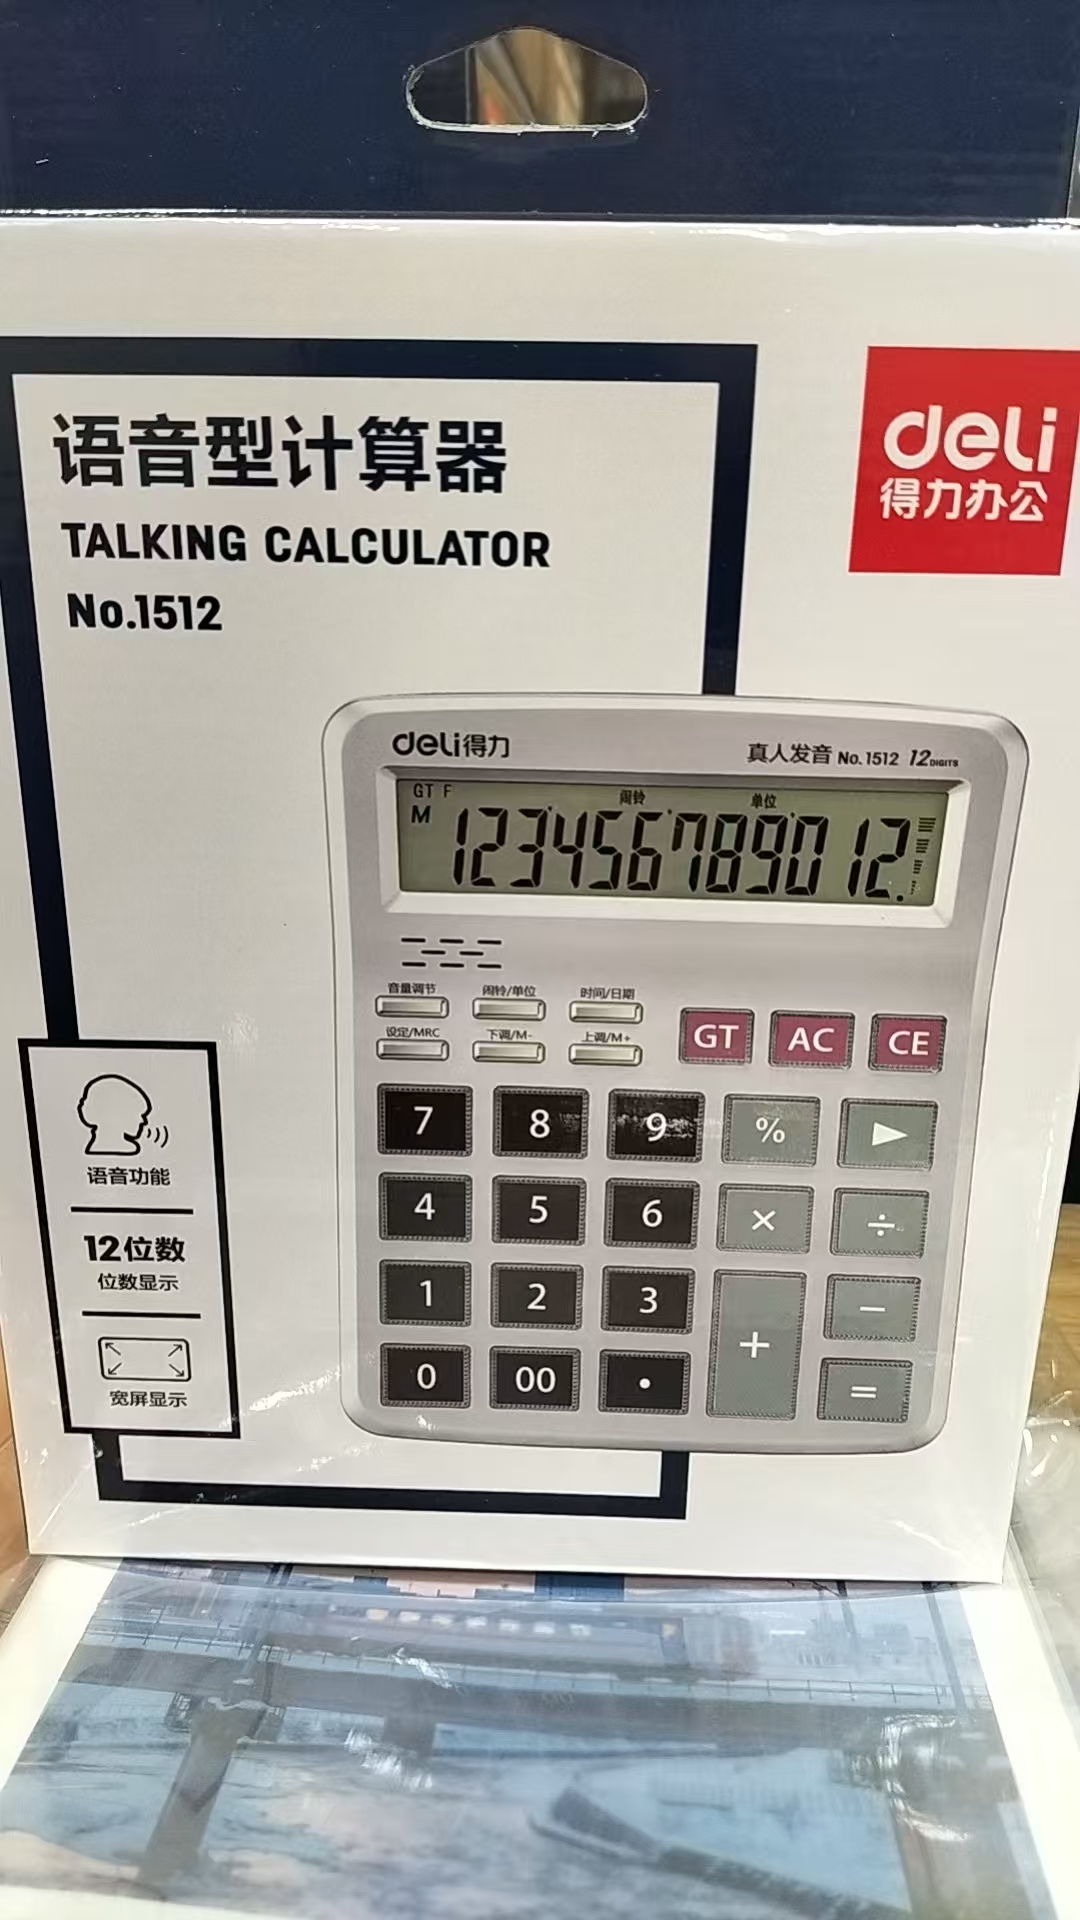 语音型计算器
TALKING CALCULATOR
No.1512
deli
得力办公
deli得力
真人发音 No.1512 12DIGITS
GT F 闹铃 单位
M
123456789012.
音量调节 闹铃/单位 时间/日期
设定/MRC 下调/M- 上调/M+
GT AC CE
7 8 9 % ▶
4 5 6 × ÷
1 2 3 + −
0 00 • =
语音功能
12位数
位数显示
宽屏显示